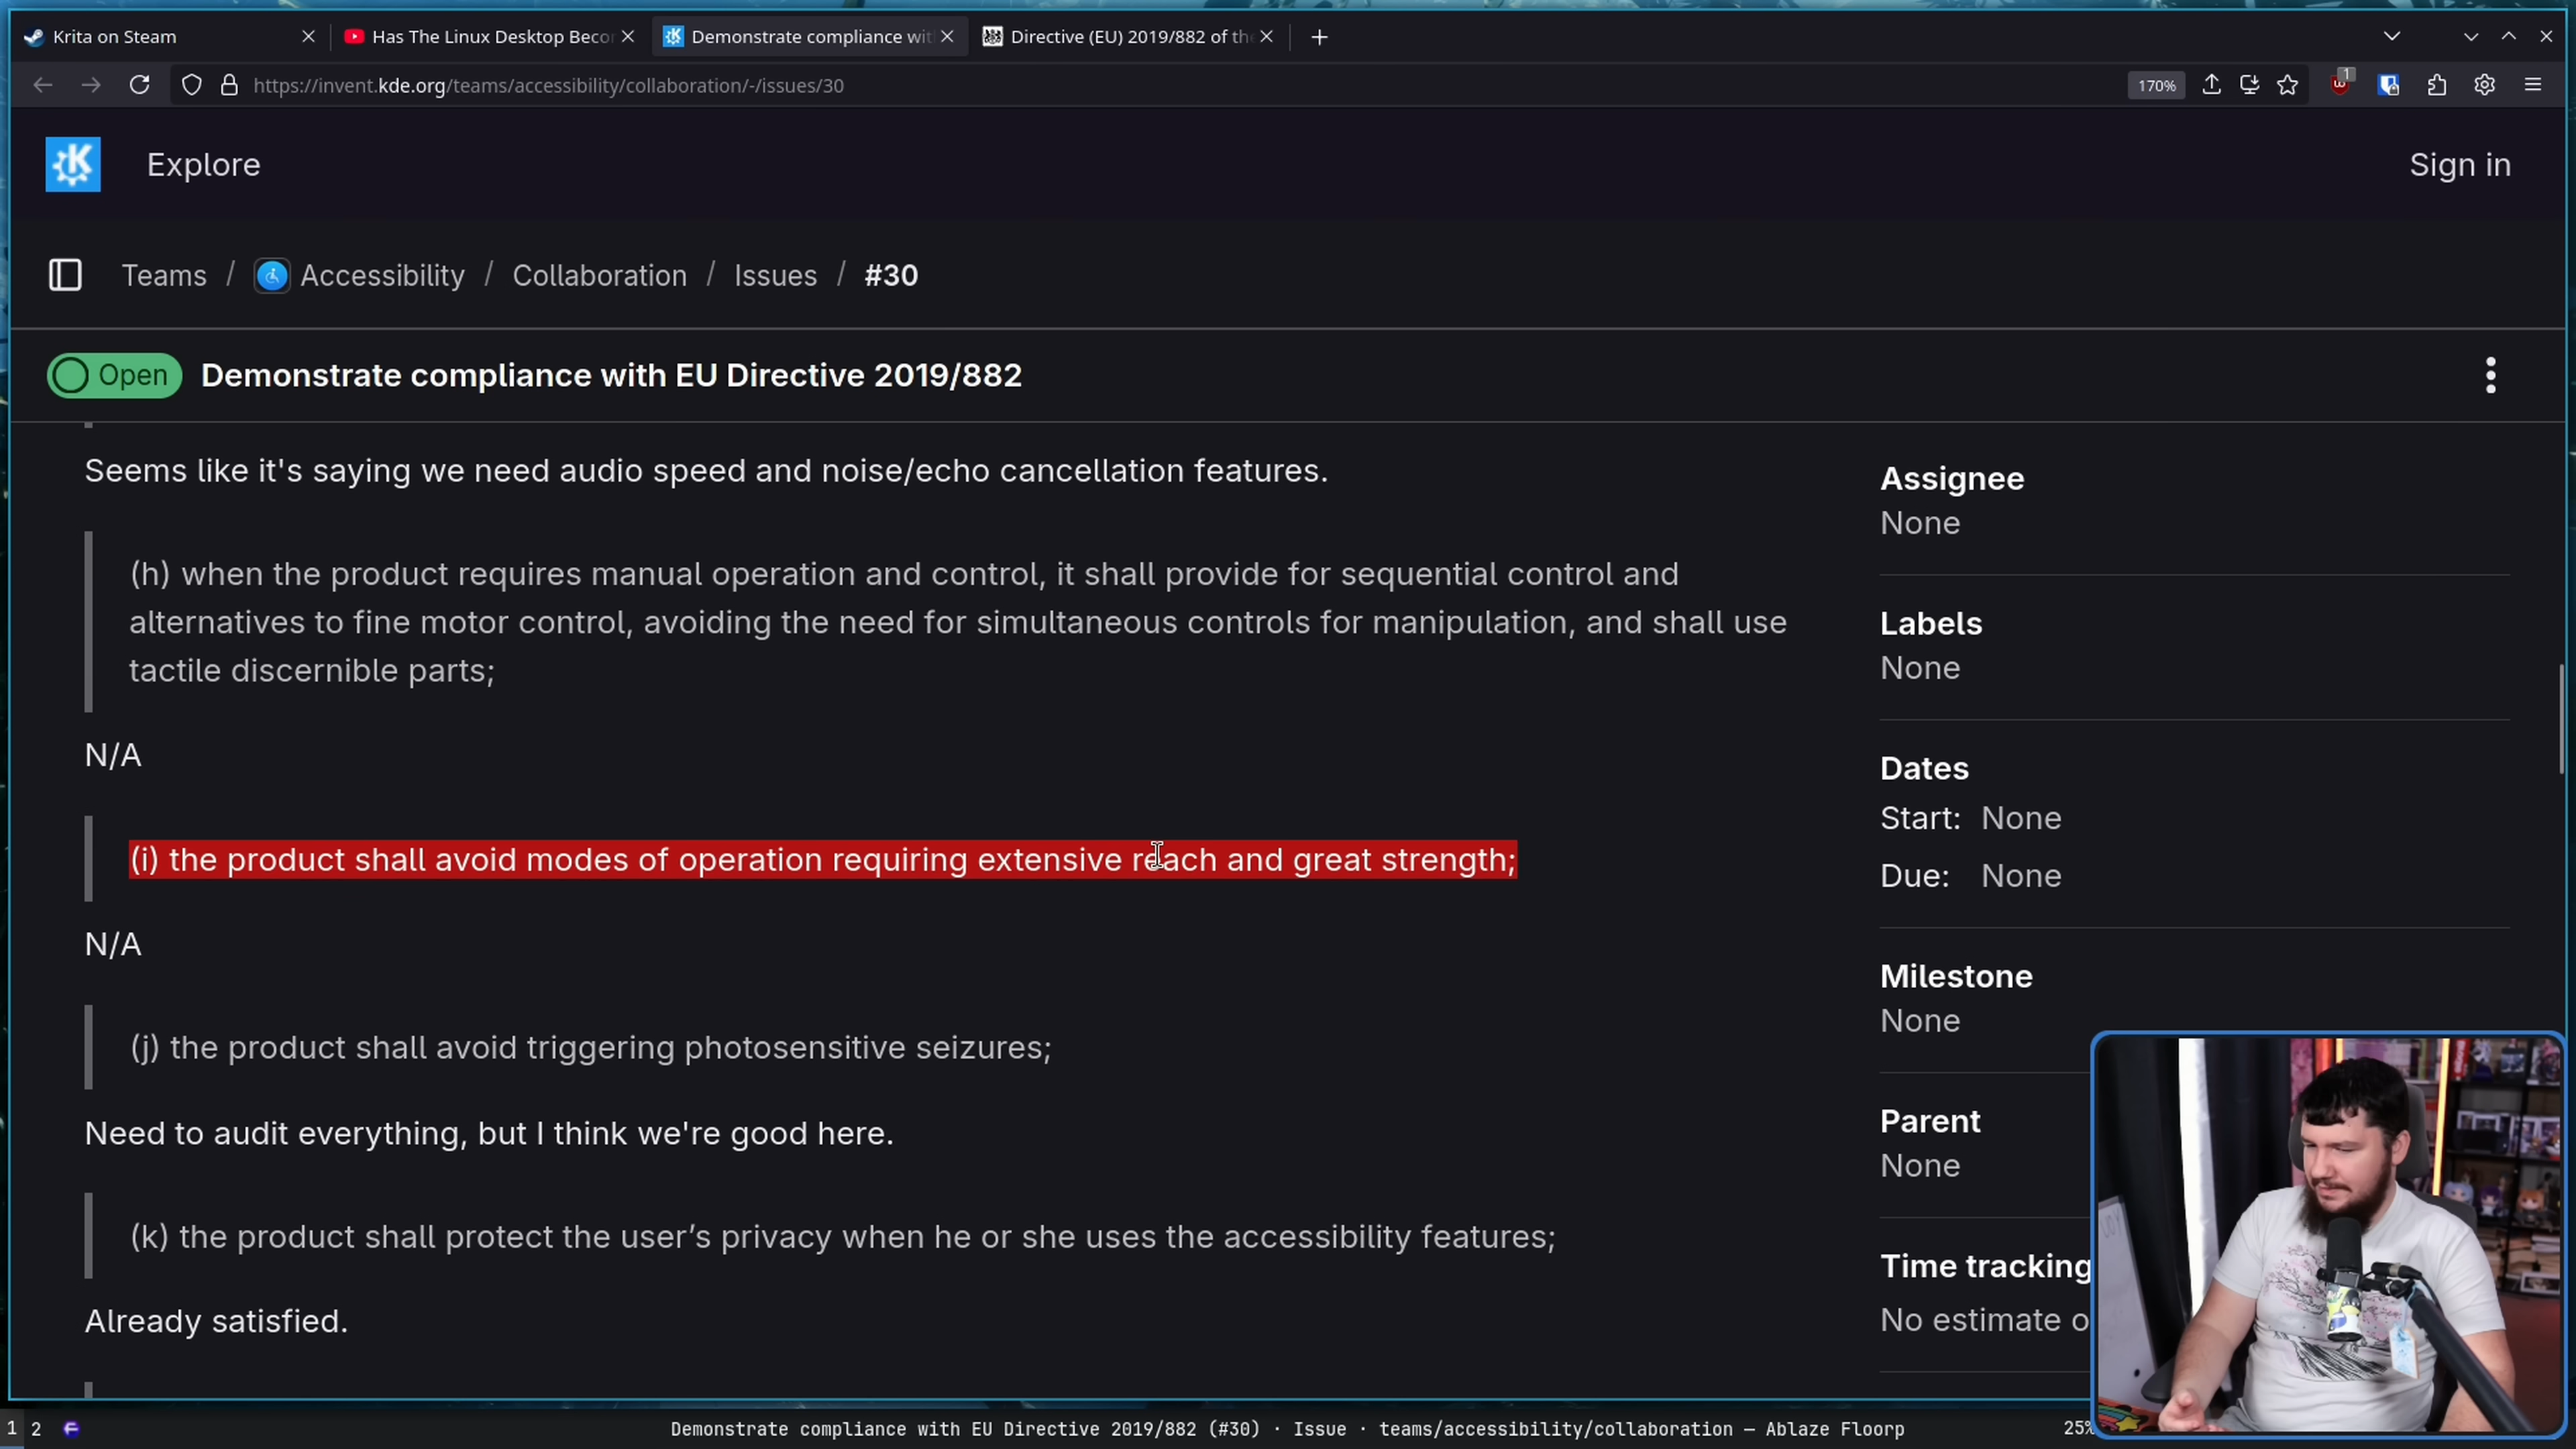 Krita on Steam
Has The Linux Desktop Beco
Demonstrate compliance wit
Directive (EU) 2019/882 of the
https://invent.kde.org/teams/accessibility/collaboration/-/issues/30
170%
1
Explore
Sign in
Teams / Accessibility / Collaboration / Issues / #30
Open
Demonstrate compliance with EU Directive 2019/882
Seems like it's saying we need audio speed and noise/echo cancellation features.
(h) when the product requires manual operation and control, it shall provide for sequential control and
alternatives to fine motor control, avoiding the need for simultaneous controls for manipulation, and shall use
tactile discernible parts;
N/A
(i) the product shall avoid modes of operation requiring extensive reach and great strength;
N/A
(j) the product shall avoid triggering photosensitive seizures;
Need to audit everything, but I think we're good here.
(k) the product shall protect the user’s privacy when he or she uses the accessibility features;
Already satisfied.
Assignee
None
Labels
None
Dates
Start: None
Due: None
Milestone
None
Parent
None
Time tracking
No estimate o
1 2
Demonstrate compliance with EU Directive 2019/882 (#30) · Issue · teams/accessibility/collaboration — Ablaze Floorp
25%